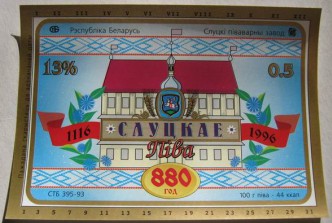 Рэспубліка Беларусь
Слуцкі піваварны завод
13%
0.5
1116
СЛУЦКАЕ
1996
Піва
880
год
СТБ 395-93
100 г піва - 44 ккал